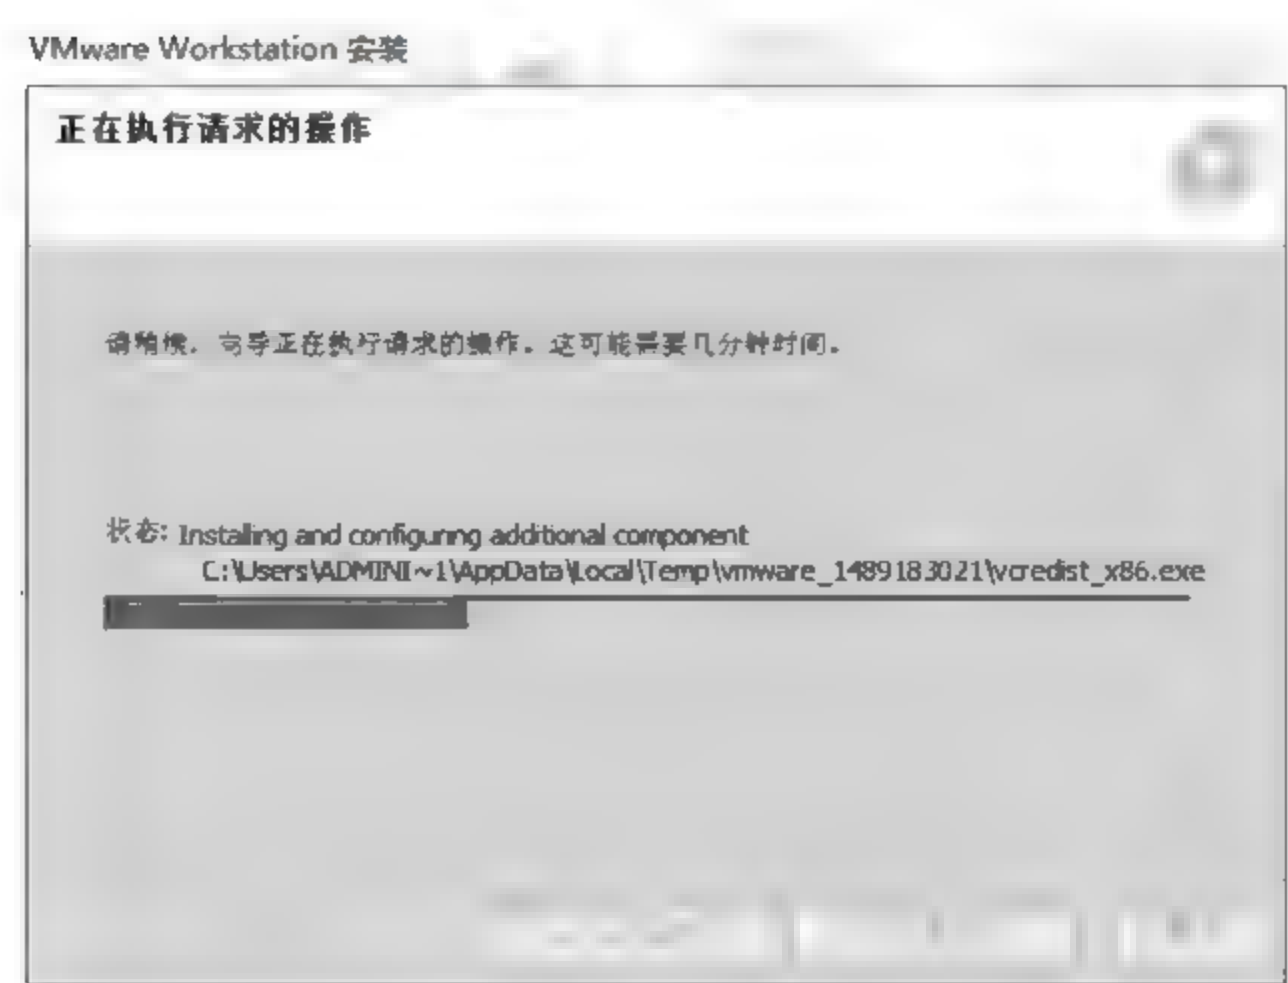 VMware Workstation 安装
正在执行请求的操作
请稍候，向导正在执行请求的操作。这可能需要几分钟时间。
状态: Installing and configuring additional component
C:\Users\ADMINI~1\AppData\Local\Temp\vmware_1489183021\vcredist_x86.exe